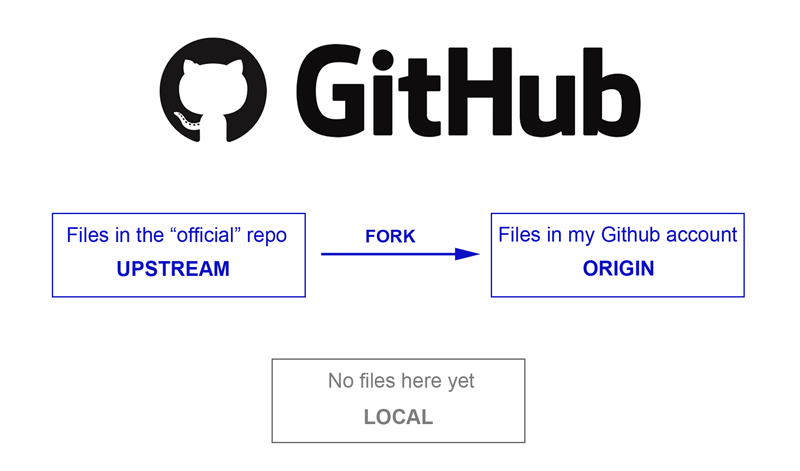 GitHub
Files in the “official” repo
UPSTREAM
FORK
Files in my Github account
ORIGIN
No files here yet
LOCAL